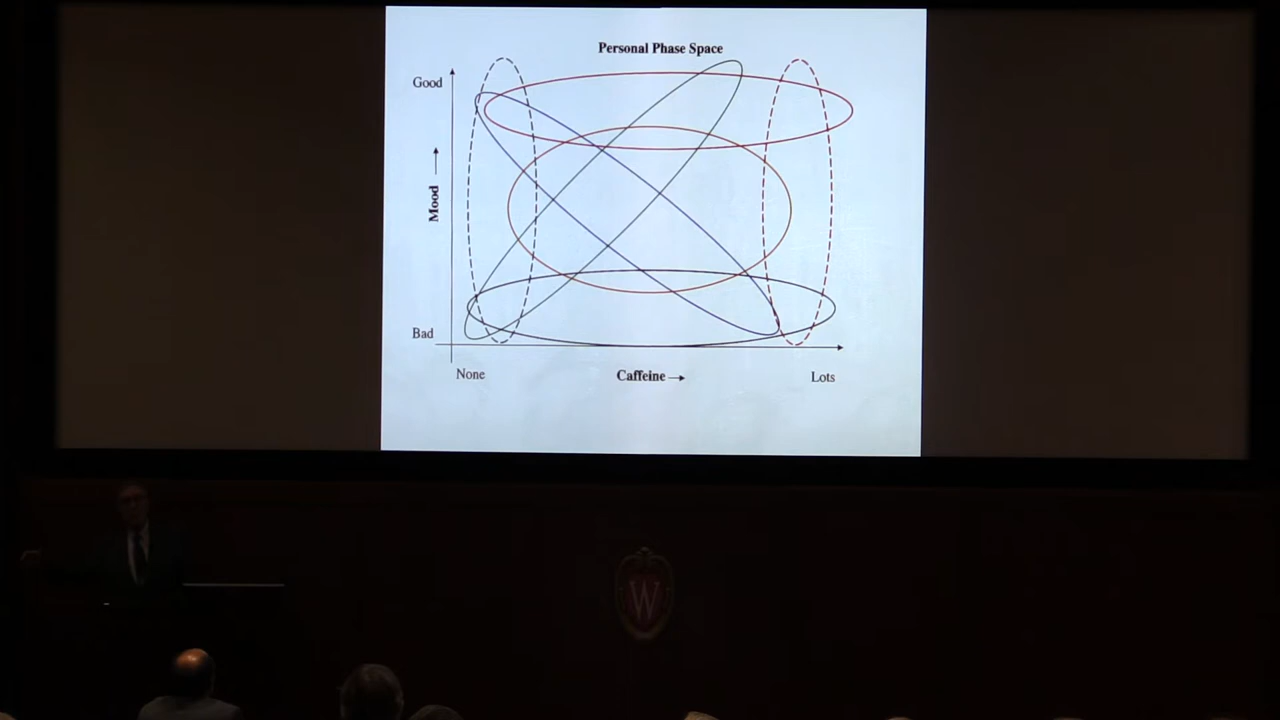 Personal Phase Space
Good
Mood →
Bad
None
Caffeine →
Lots
W